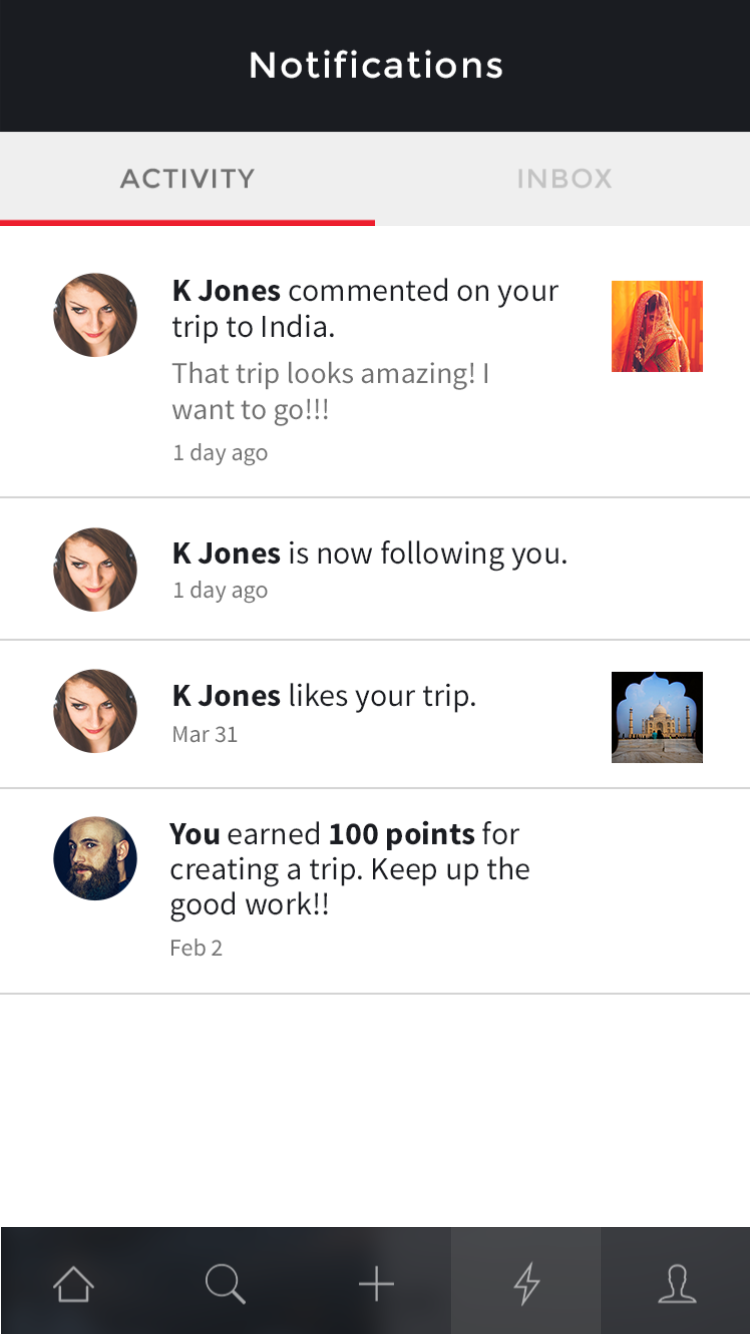 Notifications
ACTIVITY
INBOX
K Jones commented on your
trip to India.
That trip looks amazing! I
want to go!!!
1 day ago
K Jones is now following you.
1 day ago
K Jones likes your trip.
Mar 31
You earned 100 points for
creating a trip. Keep up the
good work!!
Feb 2